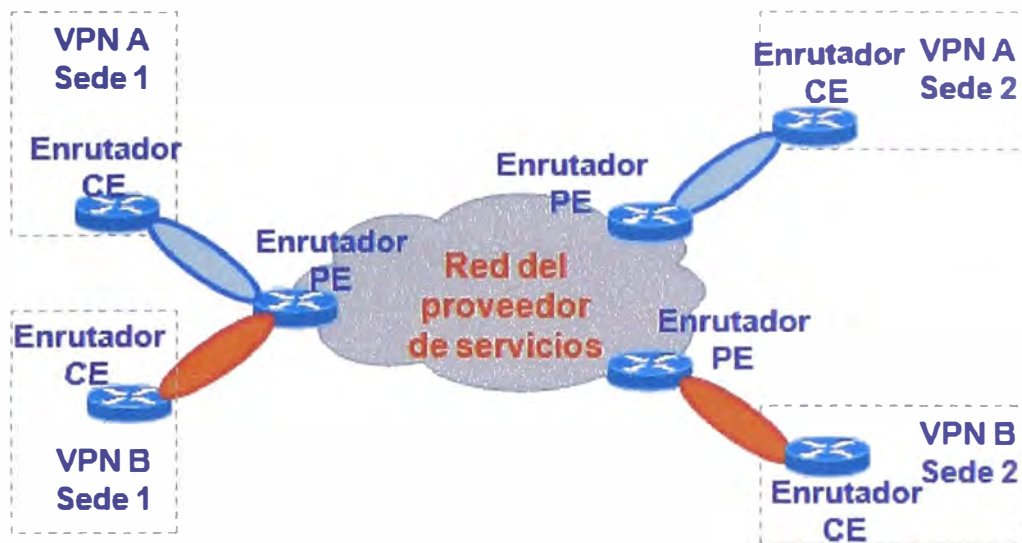 VPN A
Sede 1
Enrutador
CE
Enrutador
PE
Enrutador
CE
VPN B
Sede 1
Red del
proveedor
de servicios
Enrutador
CE
VPN A
Sede 2
Enrutador
PE
Enrutador
PE
VPN B
Sede 2
Enrutador
CE